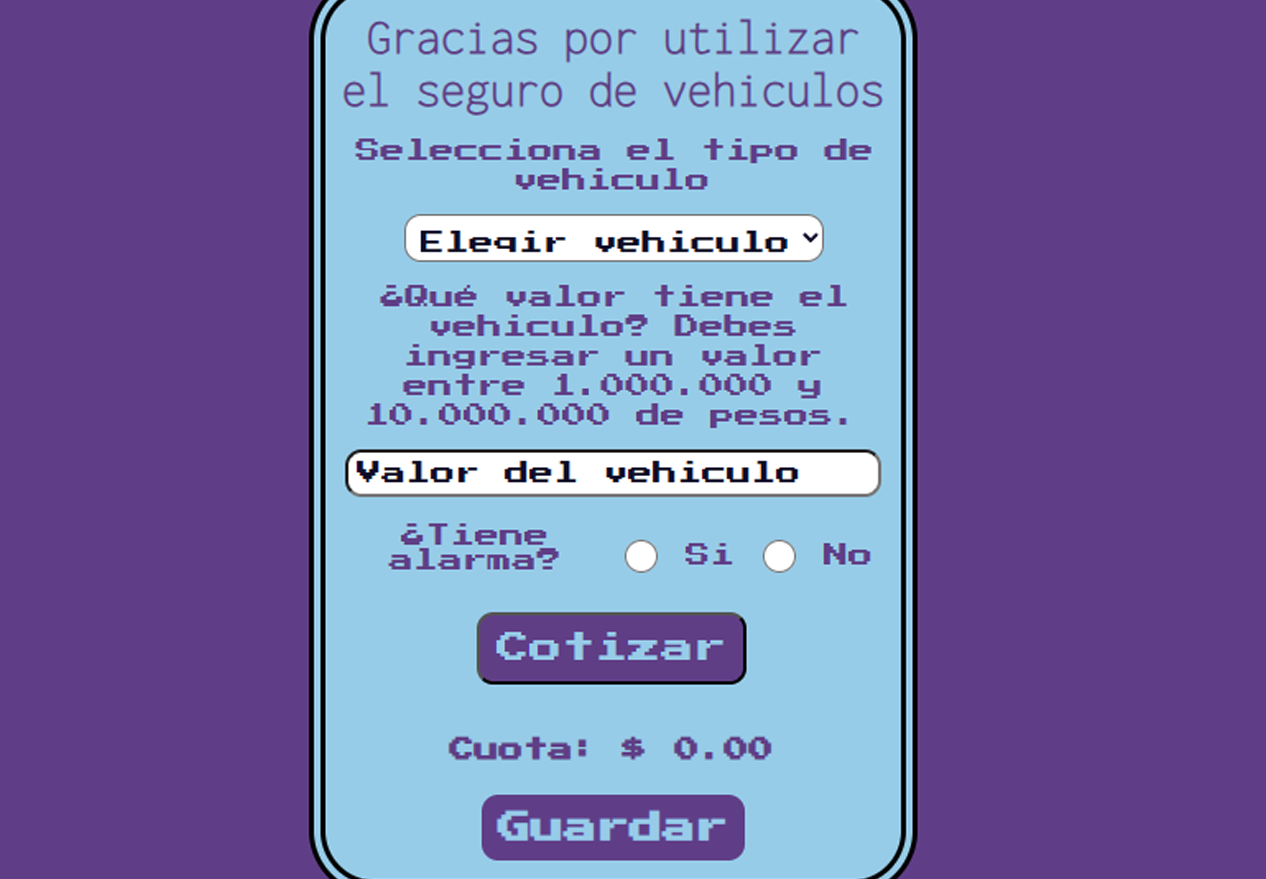 Gracias por utilizar
el seguro de vehiculos
Selecciona el tipo de
vehiculo
Elegir vehiculo
¿Qué valor tiene el
vehiculo? Debes
ingresar un valor
entre 1.000.000 y
10.000.000 de pesos.
Valor del vehiculo
¿Tiene
alarma?
Si No
Cotizar
Cuota: $ 0.00
Guardar